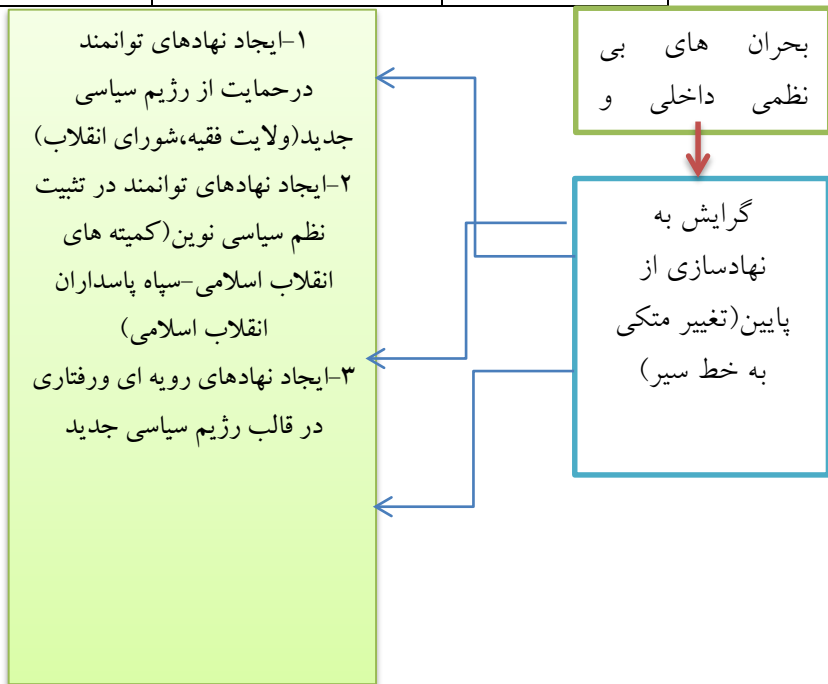 بحران های بی
نظمی داخلی و
گرایش به
نهادسازی از
پایین(تغییر متکی
به خط سیر)
۱-ایجاد نهادهای توانمند
درحمایت از رژیم سیاسی
جدید(ولایت فقیه،شورای انقلاب)
۲-ایجاد نهادهای توانمند در تثبیت
نظم سیاسی نوین(کمیته های
انقلاب اسلامی-سپاه پاسداران
انقلاب اسلامی)
۳-ایجاد نهادهای رویه ای ورفتاری
در قالب رژیم سیاسی جدید